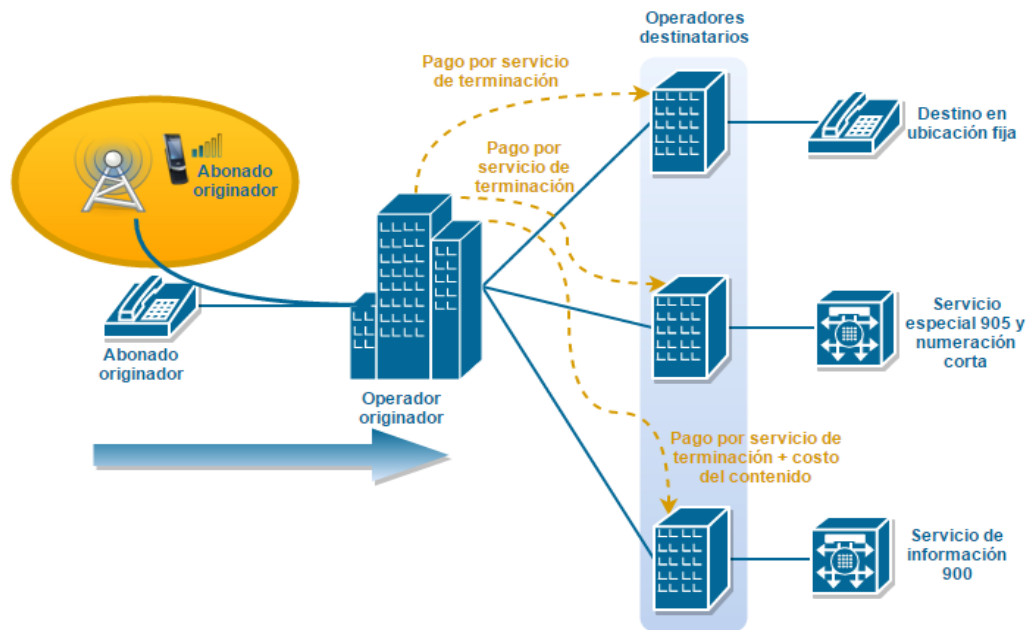 Operadores
destinatarios
Pago por servicio
de terminación
Destino en
ubicación fija
Abonado
originador
Pago por
servicio de
terminación
Abonado
originador
Operador
originador
Servicio
especial 905 y
numeración
corta
Pago por servicio de
terminación + costo
del contenido
Servicio de
información
900